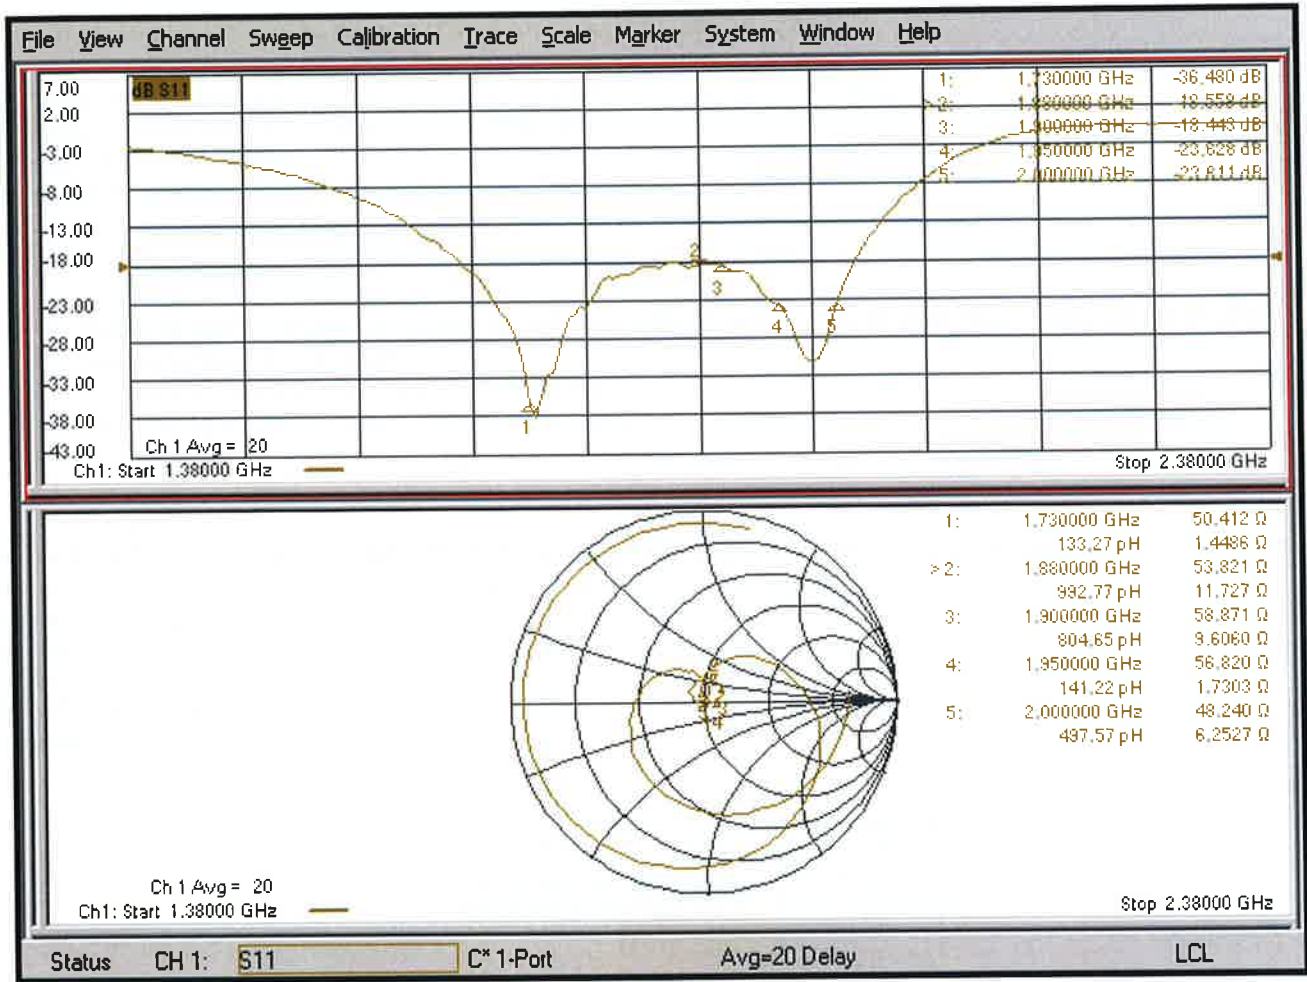 File View Channel Sweep Calibration Trace Scale Marker System Window Help
7.00
2.00
-3.00
-8.00
-13.00
-18.00
-23.00
-28.00
-33.00
-38.00
-43.00
dB S11
1: 1.730000 GHz -36.480 dB
>2: 1.880000 GHz -18.558 dB
3: 1.900000 GHz -18.443 dB
4: 1.950000 GHz -23.628 dB
5: 2.000000 GHz -23.811 dB
2
3
4
5
1
Ch 1 Avg = 20
Ch1: Start 1.38000 GHz
Stop 2.38000 GHz
1: 1.730000 GHz 50.412 Ω
133.27 pH 1.4486 Ω
>2: 1.880000 GHz 53.821 Ω
992.77 pH 11.727 Ω
3: 1.900000 GHz 58.871 Ω
804.65 pH 9.6060 Ω
4: 1.950000 GHz 56.820 Ω
141.22 pH 1.7303 Ω
5: 2.000000 GHz 48.240 Ω
497.57 pH 6.2527 Ω
Ch 1 Avg = 20
Ch1: Start 1.38000 GHz
Stop 2.38000 GHz
Status CH 1: S11 C* 1-Port Avg=20 Delay LCL